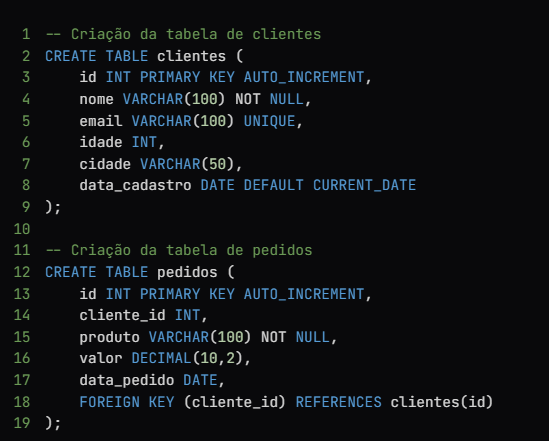 1 -- Criação da tabela de clientes
2 CREATE TABLE clientes (
3     id INT PRIMARY KEY AUTO_INCREMENT,
4     nome VARCHAR(100) NOT NULL,
5     email VARCHAR(100) UNIQUE,
6     idade INT,
7     cidade VARCHAR(50),
8     data_cadastro DATE DEFAULT CURRENT_DATE
9 );
10
11 -- Criação da tabela de pedidos
12 CREATE TABLE pedidos (
13     id INT PRIMARY KEY AUTO_INCREMENT,
14     cliente_id INT,
15     produto VARCHAR(100) NOT NULL,
16     valor DECIMAL(10,2),
17     data_pedido DATE,
18     FOREIGN KEY (cliente_id) REFERENCES clientes(id)
19 );